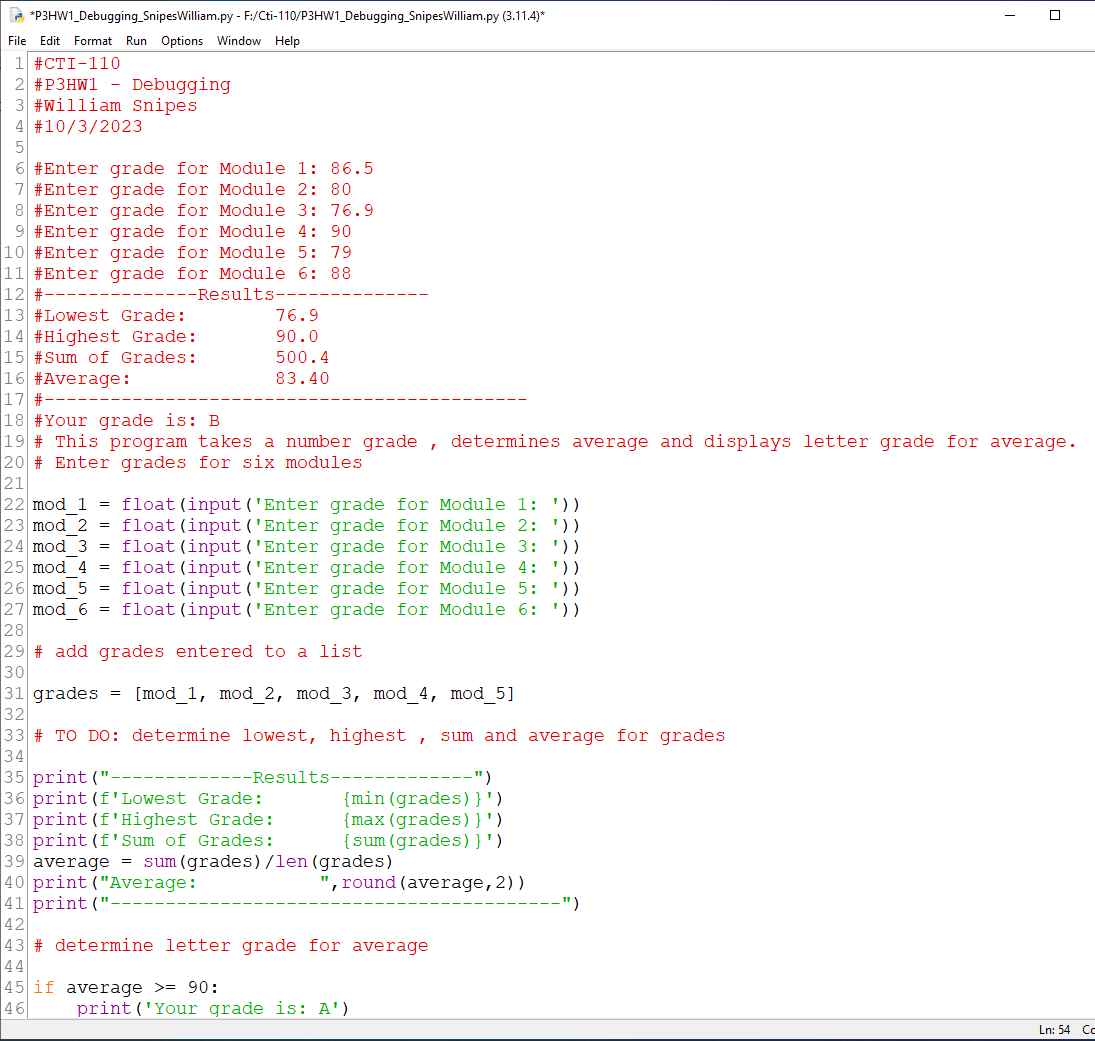 *P3HW1_Debugging_SnipesWilliam.py - F:/Cti-110/P3HW1_Debugging_SnipesWilliam.py (3.11.4)*
File Edit Format Run Options Window Help
1 #CTI-110
2 #P3HW1 - Debugging
3 #William Snipes
4 #10/3/2023
5
6 #Enter grade for Module 1: 86.5
7 #Enter grade for Module 2: 80
8 #Enter grade for Module 3: 76.9
9 #Enter grade for Module 4: 90
10 #Enter grade for Module 5: 79
11 #Enter grade for Module 6: 88
12 #--------------Results--------------
13 #Lowest Grade:        76.9
14 #Highest Grade:       90.0
15 #Sum of Grades:       500.4
16 #Average:             83.40
17 #--------------------------------------------
18 #Your grade is: B
19 # This program takes a number grade , determines average and displays letter grade for average.
20 # Enter grades for six modules
21
22 mod_1 = float(input('Enter grade for Module 1: '))
23 mod_2 = float(input('Enter grade for Module 2: '))
24 mod_3 = float(input('Enter grade for Module 3: '))
25 mod_4 = float(input('Enter grade for Module 4: '))
26 mod_5 = float(input('Enter grade for Module 5: '))
27 mod_6 = float(input('Enter grade for Module 6: '))
28
29 # add grades entered to a list
30
31 grades = [mod_1, mod_2, mod_3, mod_4, mod_5]
32
33 # TO DO: determine lowest, highest , sum and average for grades
34
35 print("-------------Results-------------")
36 print(f'Lowest Grade:       {min(grades)}')
37 print(f'Highest Grade:      {max(grades)}')
38 print(f'Sum of Grades:      {sum(grades)}')
39 average = sum(grades)/len(grades)
40 print("Average:           ",round(average,2))
41 print("-----------------------------------------")
42
43 # determine letter grade for average
44
45 if average >= 90:
46     print('Your grade is: A')
Ln: 54 Co